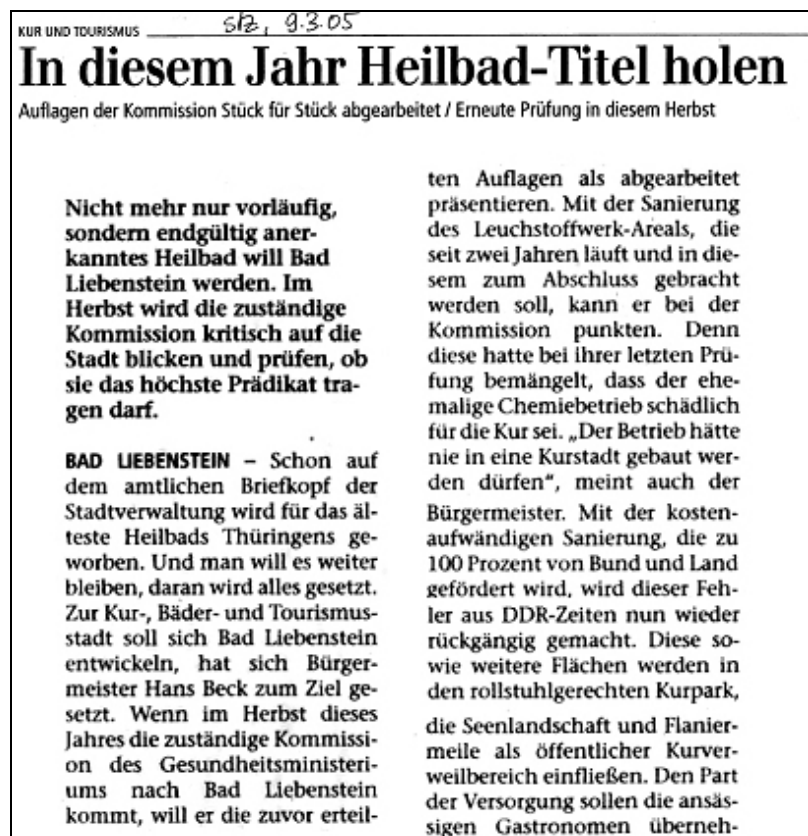 KUR UND TOURISMUS
stz, 9.3.05
In diesem Jahr Heilbad-Titel holen
Auflagen der Kommission Stück für Stück abgearbeitet / Erneute Prüfung in diesem Herbst
Nicht mehr nur vorläufig,
sondern endgültig aner-
kanntes Heilbad will Bad
Liebenstein werden. Im
Herbst wird die zuständige
Kommission kritisch auf die
Stadt blicken und prüfen, ob
sie das höchste Prädikat tra-
gen darf.
BAD LIEBENSTEIN – Schon auf
dem amtlichen Briefkopf der
Stadtverwaltung wird für das äl-
teste Heilbads Thüringens ge-
worben. Und man will es weiter
bleiben, daran wird alles gesetzt.
Zur Kur-, Bäder- und Tourismus-
stadt soll sich Bad Liebenstein
entwickeln, hat sich Bürger-
meister Hans Beck zum Ziel ge-
setzt. Wenn im Herbst dieses
Jahres die zuständige Kommissi-
on des Gesundheitsministeri-
ums nach Bad Liebenstein
kommt, will er die zuvor erteil-
ten Auflagen als abgearbeitet
präsentieren. Mit der Sanierung
des Leuchstoffwerk-Areals, die
seit zwei Jahren läuft und in die-
sem zum Abschluss gebracht
werden soll, kann er bei der
Kommission punkten. Denn
diese hatte bei ihrer letzten Prü-
fung bemängelt, dass der ehe-
malige Chemiebetrieb schädlich
für die Kur sei. „Der Betrieb hätte
nie in eine Kurstadt gebaut wer-
den dürfen“, meint auch der
Bürgermeister. Mit der kosten-
aufwändigen Sanierung, die zu
100 Prozent von Bund und Land
gefördert wird, wird dieser Feh-
ler aus DDR-Zeiten nun wieder
rückgängig gemacht. Diese so-
wie weitere Flächen werden in
den rollstuhlgerechten Kurpark,
die Seenlandschaft und Flanier-
meile als öffentlicher Kurver-
weilbereich einfließen. Den Part
der Versorgung sollen die ansäs-
sigen Gastronomen überneh-